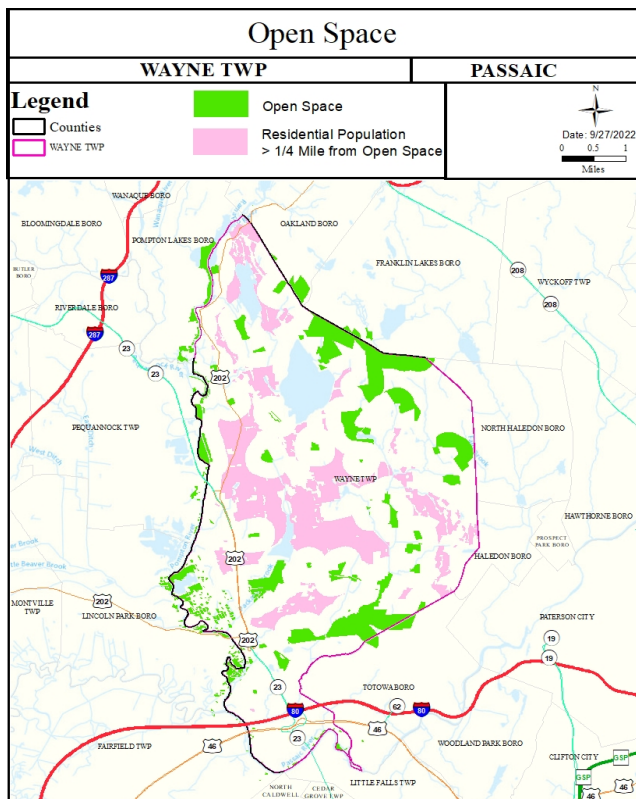 Open Space
WAYNE TWP
PASSAIC
Legend
Counties
WAYNE TWP
Open Space
Residential Population
> 1/4 Mile from Open Space
N
Date: 9/27/2022
0 0.5 1
Miles
WANAQUE BORO
BLOOMINGDALE BORO
OAKLAND BORO
POMPTON LAKES BORO
FRANKLIN LAKES BORO
BUTLER
BORO
287
208
WYCKOFF TWP
208
RIVERDALE BORO
287
23
23
202
PEQUANNOCK TWP
NORTH HALEDON BORO
WAYNE TWP
HAWTHORNE BORO
PROSPECT
PARK BORO
202
HALEDON BORO
MONTVILLE
TWP
202
LINCOLN PARK BORO
PATERSON CITY
202
19
19
23
TOTOWA BORO
62
80
80
46
23
46
FAIRFIELD TWP
WOODLAND PARK BORO
CLIFTON CITY
GSP
GSP
LITTLE FALLS TWP
NORTH
CALDWELL
CEDAR
GROVE TWP
46
46